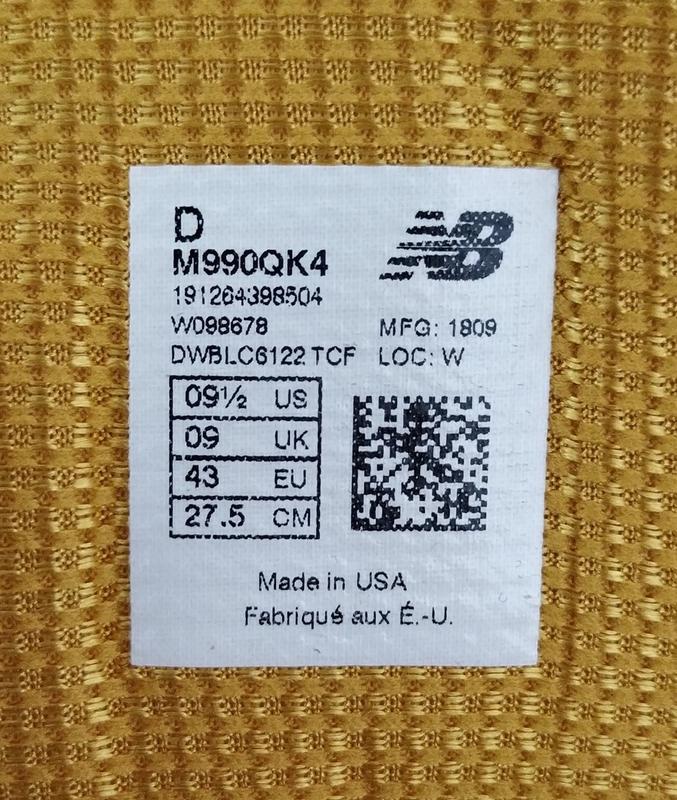 D
M990QK4
191264398504
W098678 MFG: 1809
DWBLC6122 TCF LOC: W
09½ US
09 UK
43 EU
27.5 CM
Made in USA
Fabriqué aux É.-U.